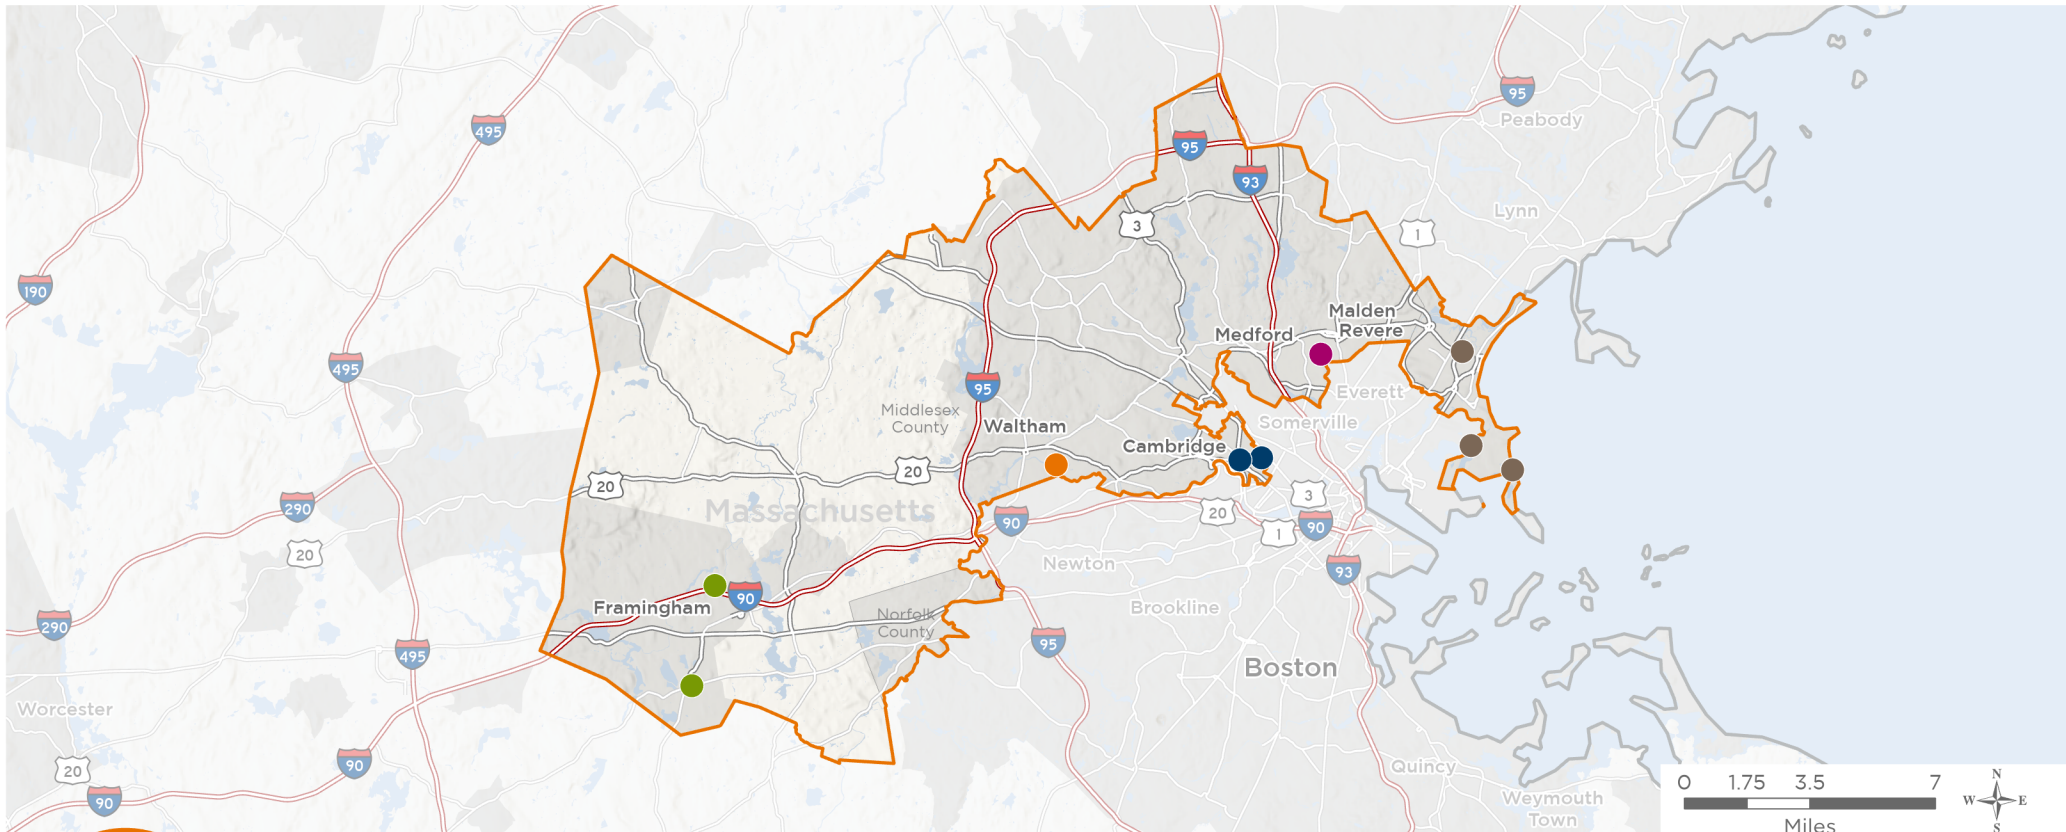 95
Peabody
495
95
93
Lynn
3
1
190
Malden
Revere
Medford
495
95
Everett
Middlesex
County
Waltham
Somerville
Cambridge
20
20
3
Massachusetts
290
20
90
20
90
1
Newton
93
90
Framingham
Brookline
290
Norfolk
County
95
495
Boston
Worcester
20
90
Quincy
90
Weymouth
Town
0 1.75 3.5 7
Miles
N
W E
S